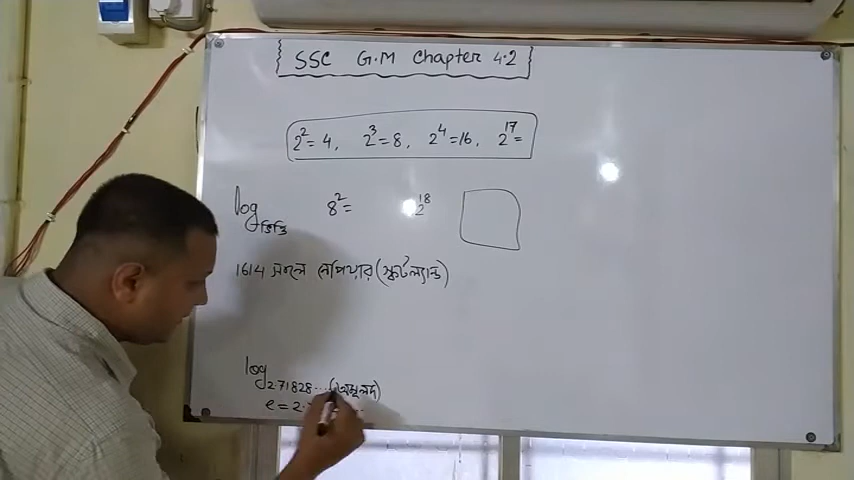 SSC G.M Chapter 4.2
2² = 4, 2³ = 8, 2⁴ = 16, 2¹⁷ =
log ভিত্তি 8² = 2¹⁸
1614 সালে নেপিয়ার (স্কটল্যান্ড)
log 2.71828... (অমূলদ)
e = 2.